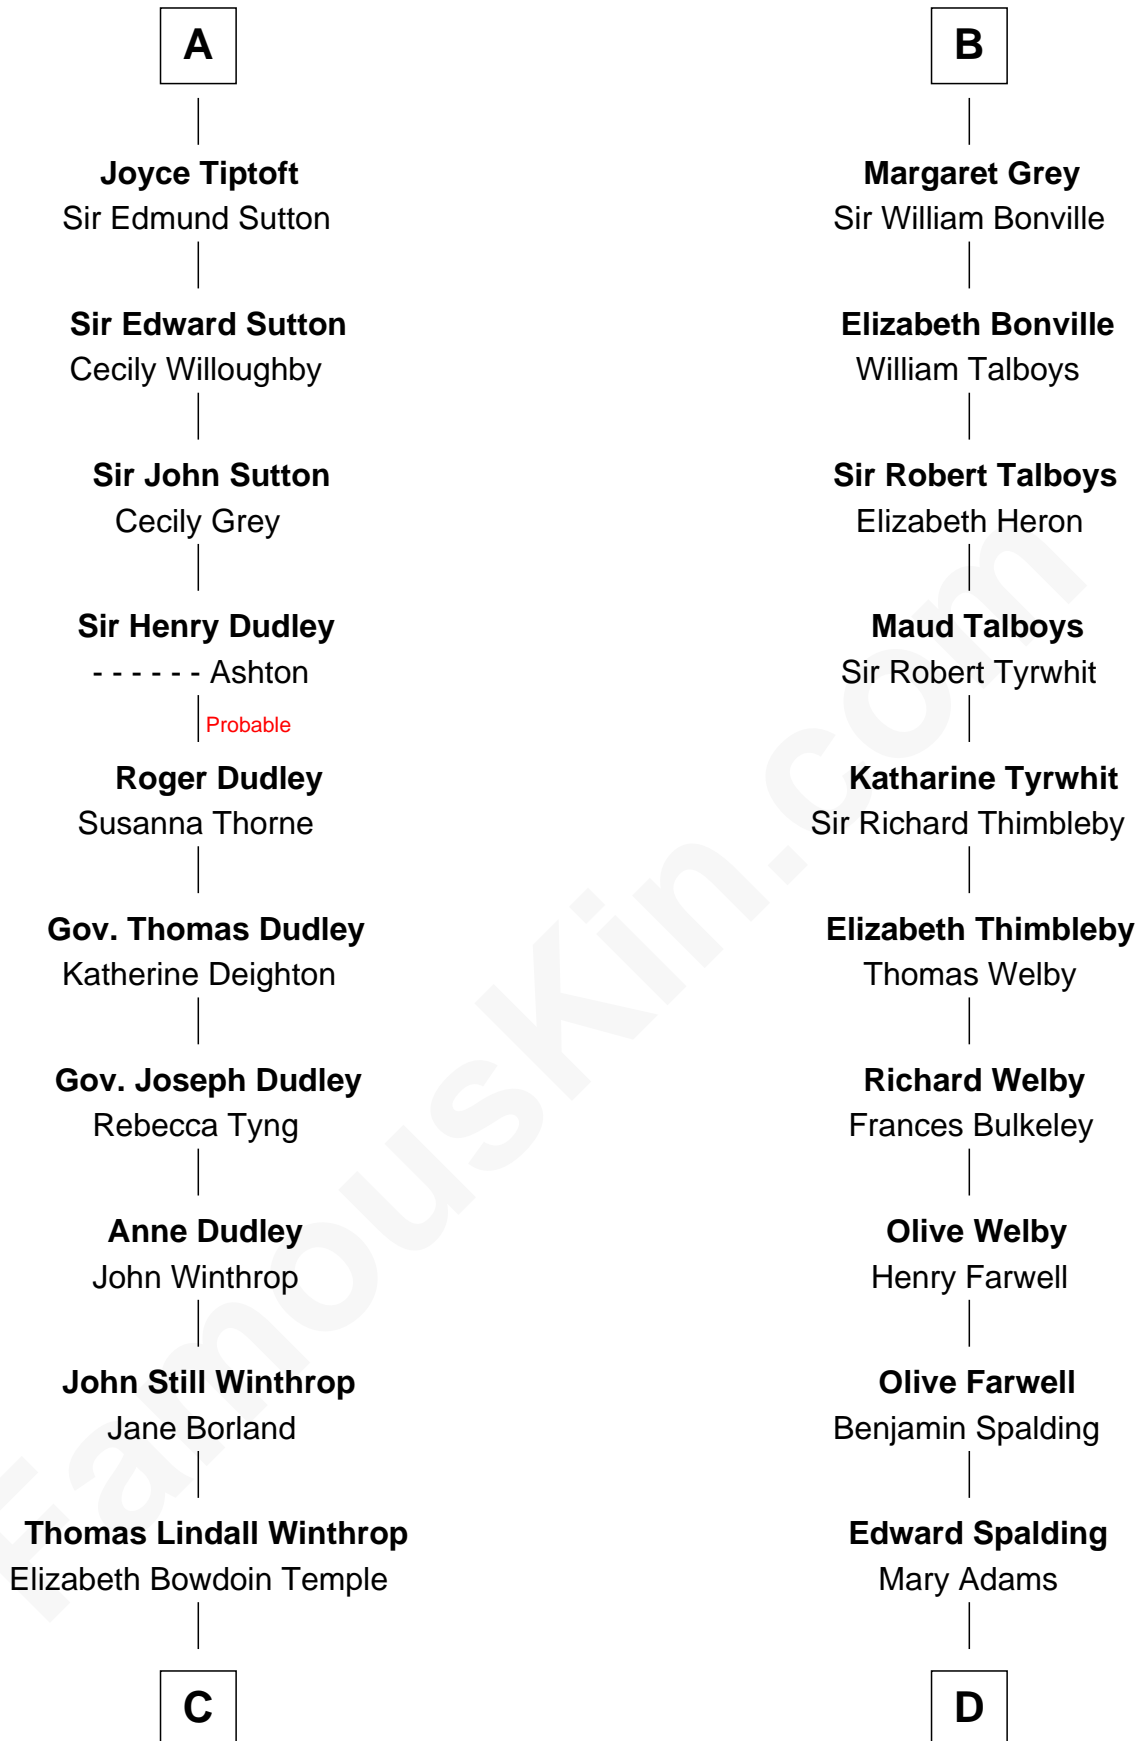 A
Joyce Tiptoft
Sir Edmund Sutton
Sir Edward Sutton
Cecily Willoughby
Sir John Sutton
Cecily Grey
Sir Henry Dudley
- - - - - - Ashton
Probable
Roger Dudley
Susanna Thorne
Gov. Thomas Dudley
Katherine Deighton
Gov. Joseph Dudley
Rebecca Tyng
Anne Dudley
John Winthrop
John Still Winthrop
Jane Borland
Thomas Lindall Winthrop
Elizabeth Bowdoin Temple
C
B
Margaret Grey
Sir William Bonville
Elizabeth Bonville
William Talboys
Sir Robert Talboys
Elizabeth Heron
Maud Talboys
Sir Robert Tyrwhit
Katharine Tyrwhit
Sir Richard Thimbleby
Elizabeth Thimbleby
Thomas Welby
Richard Welby
Frances Bulkeley
Olive Welby
Henry Farwell
Olive Farwell
Benjamin Spalding
Edward Spalding
Mary Adams
D
FamousKin.com